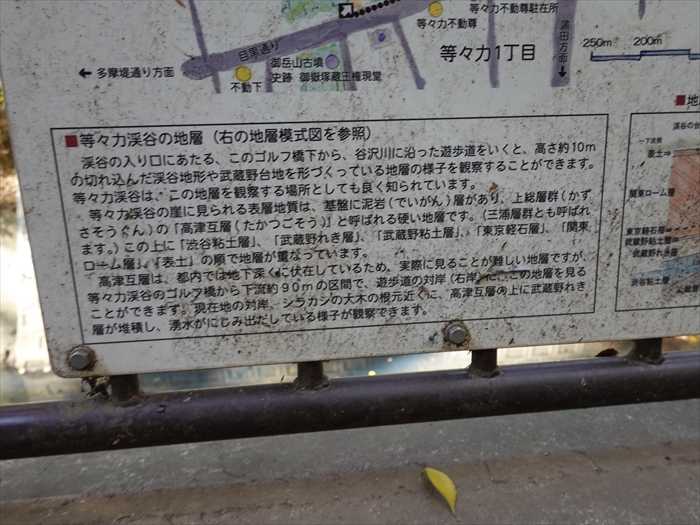 等々力不動尊駐在所
等々力不動尊
等々力1丁目
目黒通り
←多摩堤通り方面
不動下
御岳山古墳
史跡 御嶽塚蔵王権現堂
250m 200m
■等々力渓谷の地層（右の地層模式図を参照）
渓谷の入り口にあたる、このゴルフ橋下から、谷沢川に沿った遊歩道をいくと、高さ約10m
の切れ込んだ渓谷地形や武蔵野台地を形づくっている地層の様子を観察することができます。
等々力渓谷は、この地層を観察する場所としても良く知られています。
等々力渓谷の崖に見られる表層地質は、基盤に泥岩（でいがん）層があり、上総層群（かず
さそうぐん）の「高津互層（たかつごそう）」と呼ばれる硬い地層です。（三浦層群とも呼ばれ
ます。）この上に「渋谷粘土層」、「武蔵野れき層」、「武蔵野粘土層」、「東京軽石層」、「関東
ローム層」、「表土」の順で地層が重なっています。
高津互層は、都内では地下深くに伏在しているため、実際に見ることが難しい地層ですが、
等々力渓谷のゴルフ橋から下流約90mの区間で、遊歩道の対岸（右岸）に、この地層を見る
ことができます。現在地の対岸、シラカシの大木の根元近くに、高津互層の上に武蔵野れき
層が堆積し、湧水がにじみ出だしている様子が観察できます。
■地
渓谷の台
表土
関東ローム層
東京軽石層
武蔵野粘土層
武蔵野れき層
渋谷粘土層